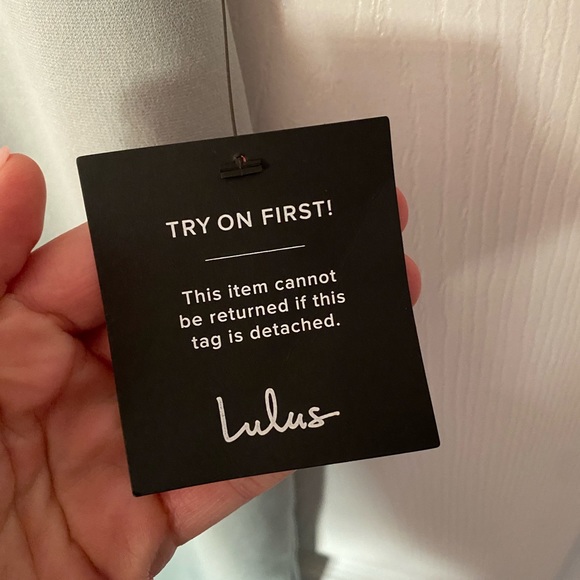 TRY ON FIRST!
This item cannot
be returned if this
tag is detached.
Lulus